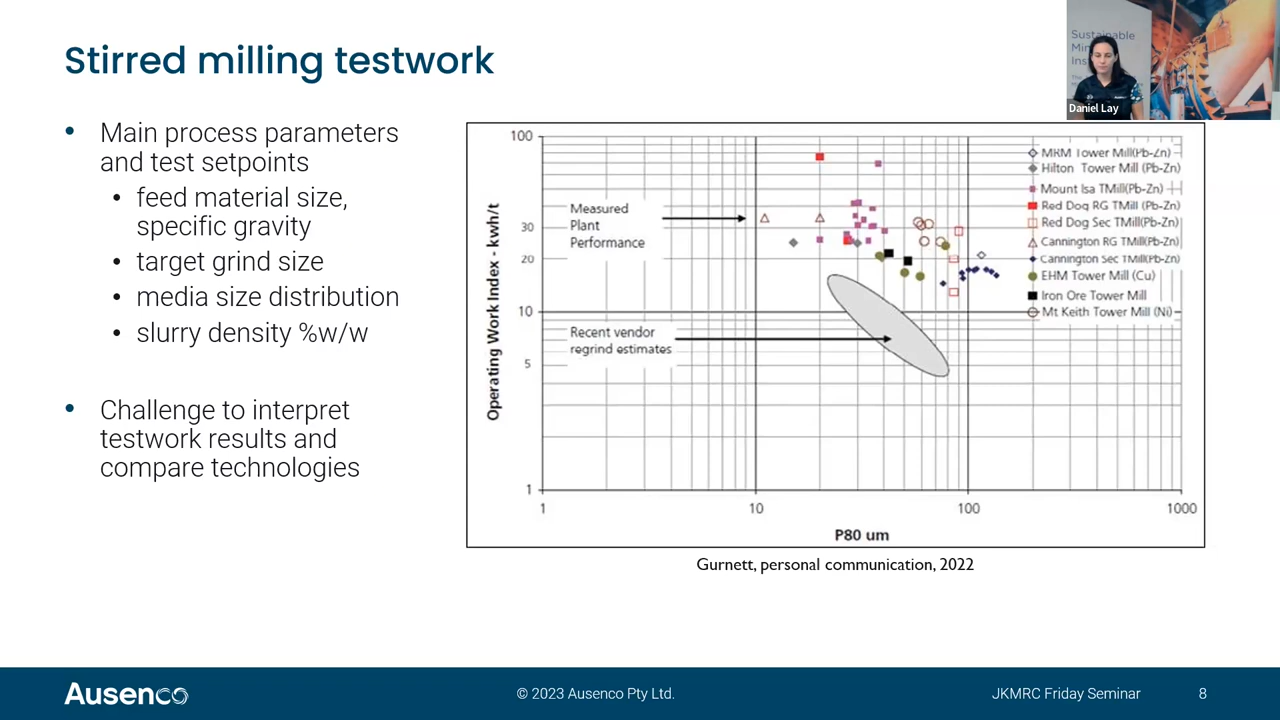 Stirred milling testwork
• Main process parameters
and test setpoints
• feed material size,
specific gravity
• target grind size
• media size distribution
• slurry density %w/w
• Challenge to interpret
testwork results and
compare technologies
Sustainable
Daniel Lay
Operating Work Index - kwh/t
100
30
20
10
5
1
Measured
Plant
Performance
Recent vendor
regrind estimates
MRM Tower Mill(Pb-Zn)
Hilton Tower Mill (Pb-Zn)
Mount Isa TMill(Pb-Zn)
Red Dog RG TMill (Pb-Zn)
Red Dog Sec TMill(Pb-Zn)
Cannington RG TMill(Pb-Zn)
Cannington Sec TMill(Pb-Zn)
EHM Tower Mill (Cu)
Iron Ore Tower Mill
Mt Keith Tower Mill (Ni)
1 10 100 1000
P80 um
Gurnett, personal communication, 2022
Ausenco
© 2023 Ausenco Pty Ltd.
JKMRC Friday Seminar
8